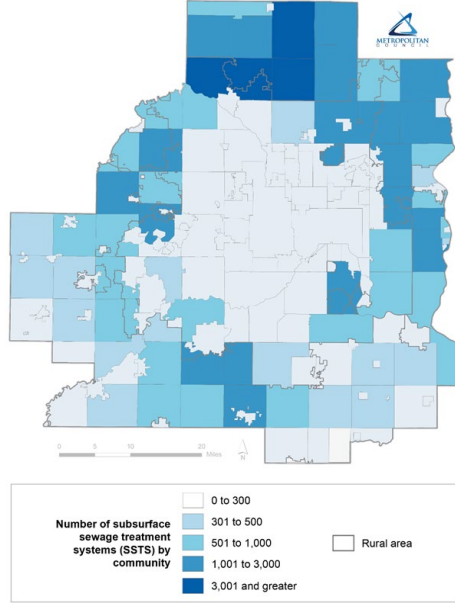 METROPOLITAN
COUNCIL
0 5 10 20
Miles
N
Number of subsurface
sewage treatment
systems (SSTS) by
community
0 to 300
301 to 500
501 to 1,000
1,001 to 3,000
3,001 and greater
Rural area